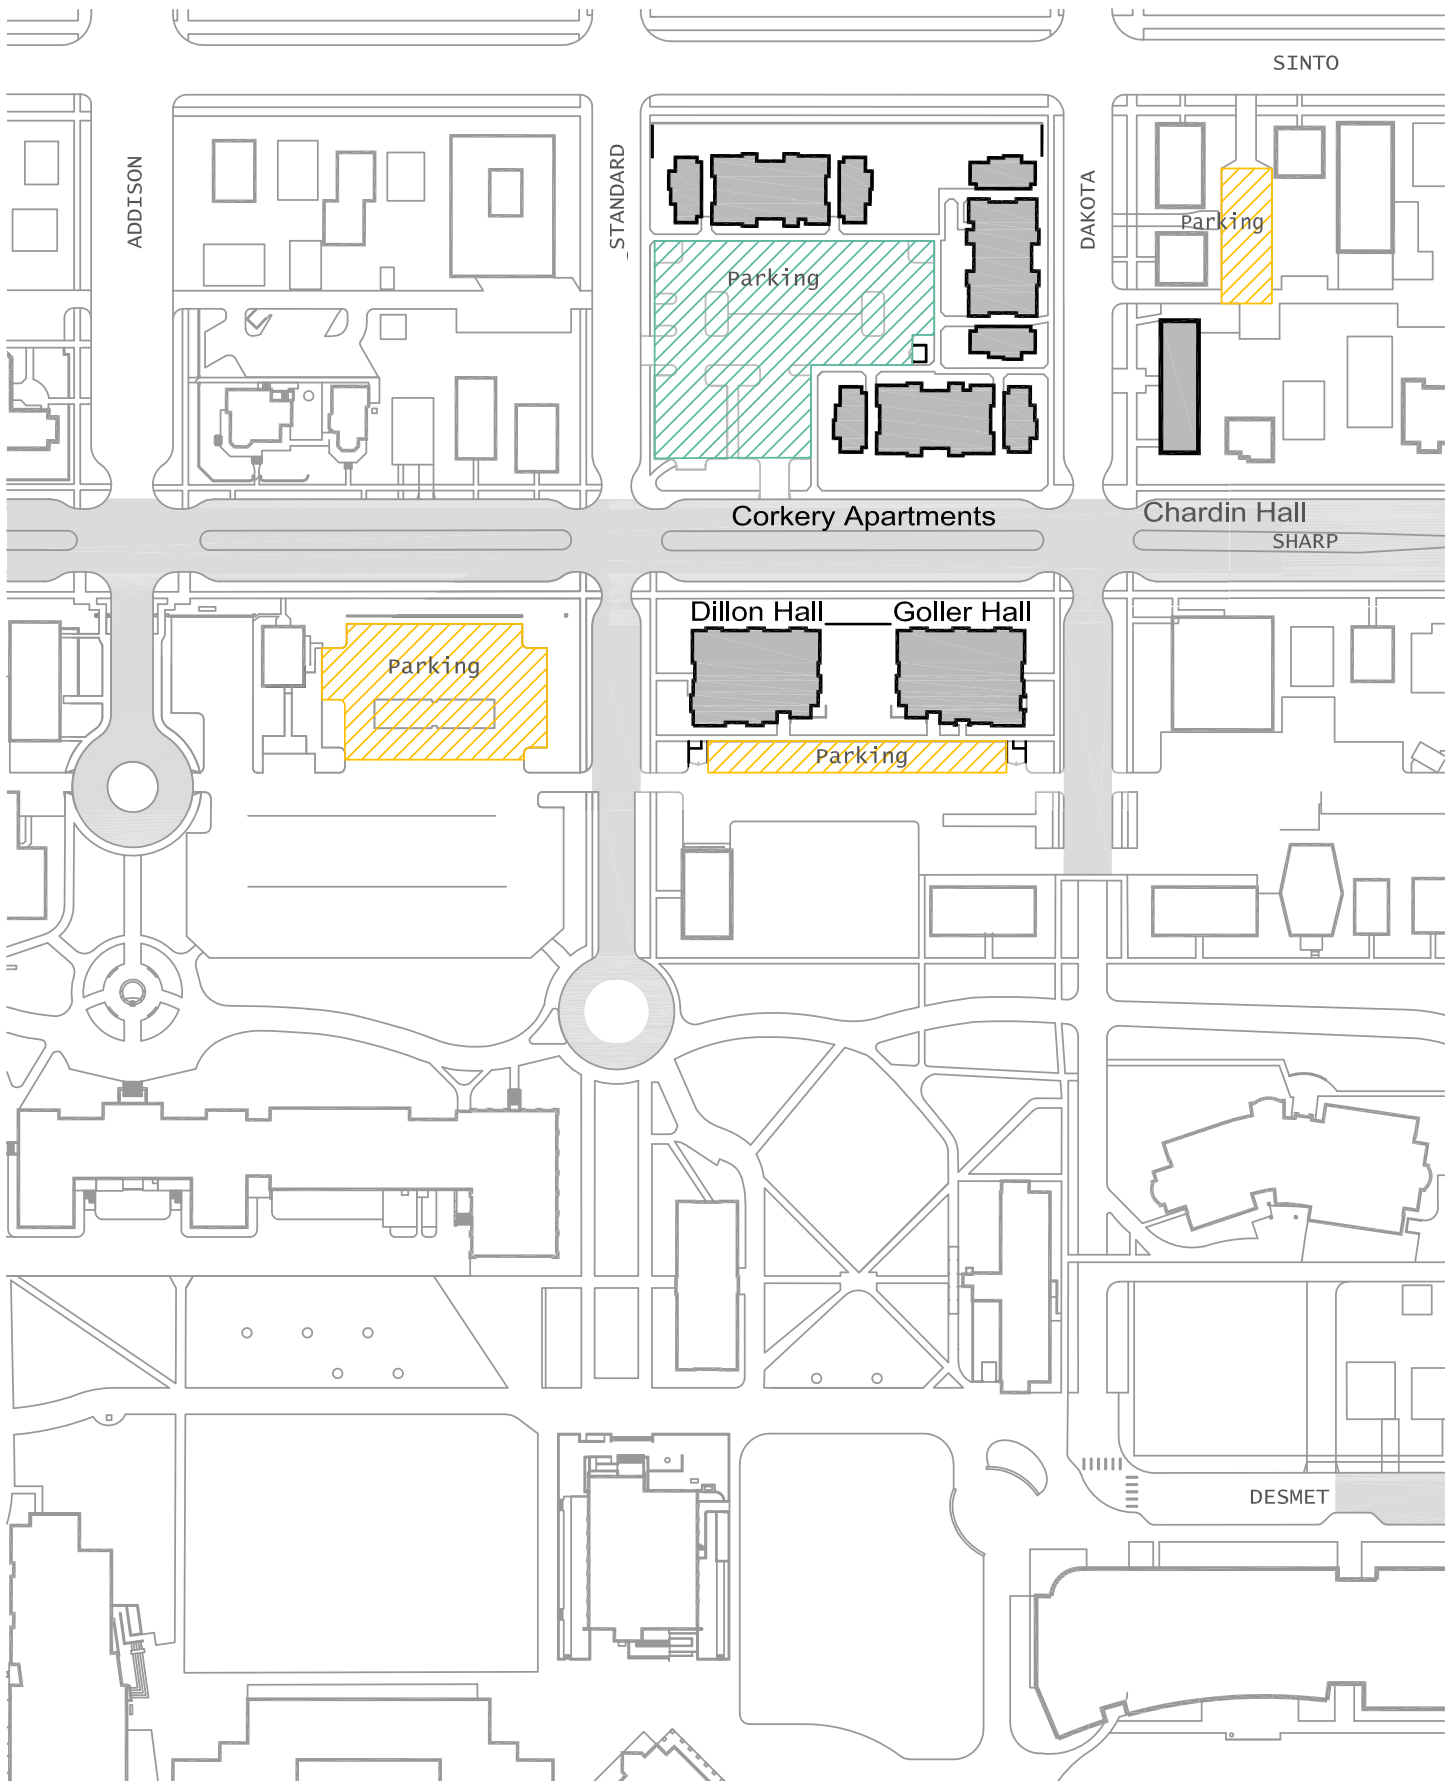 SINTO
ADDISON
STANDARD
DAKOTA
Parking
Parking
Corkery Apartments
Chardin Hall
SHARP
Dillon Hall
Goller Hall
Parking
Parking
DESMET